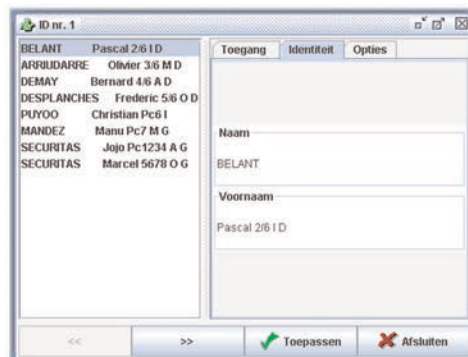 ID nr. 1
BELANT Pascal 2/6 I D
ARRIUDARRE Olivier 3/6 M D
DEMAY Bernard 4/6 A D
DESPLANCHES Frederic 5/6 O D
PUYOO Christian Pc6 I
MANDEZ Manu Pc7 M G
SECURITAS Jojo Pc1234 A G
SECURITAS Marcel 5678 O G
Toegang Identiteit Opties
Naam
BELANT
Voornaam
Pascal 2/6 I D
<< >> Toepassen Afsluiten